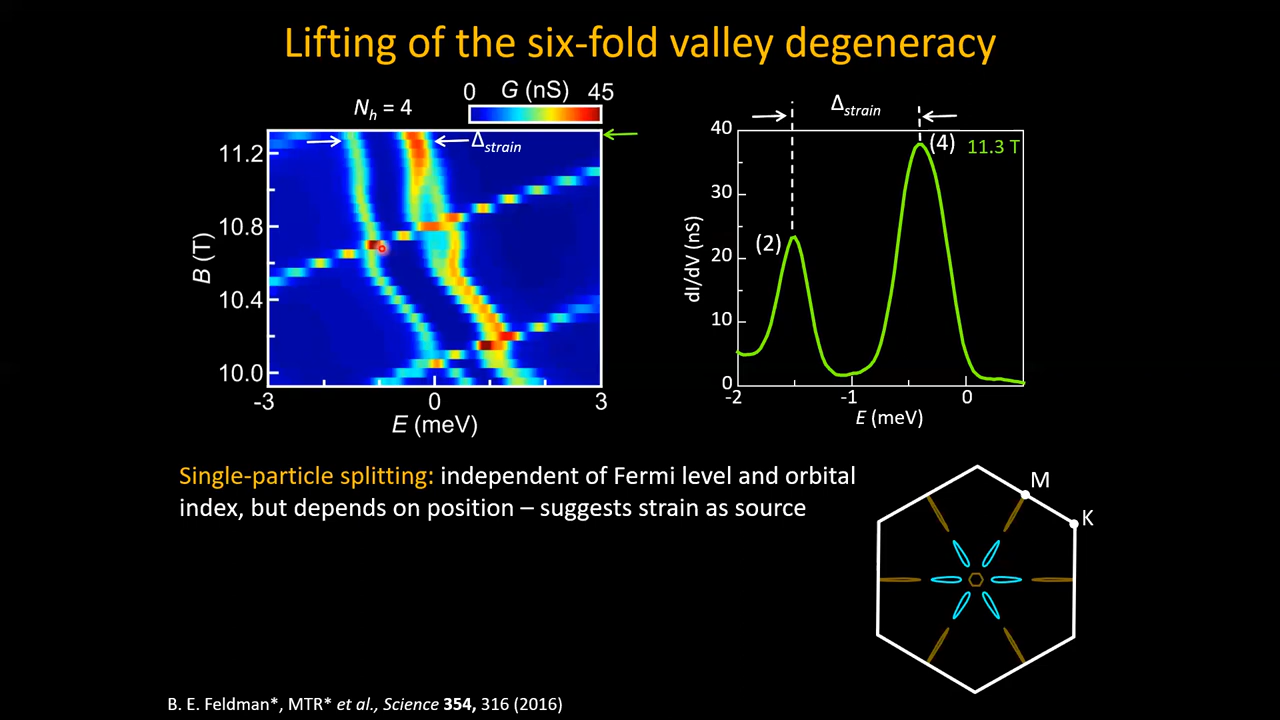 Lifting of the six-fold valley degeneracy
N_h = 4
0 G (nS) 45
Δ_strain
11.2
10.8
10.4
10.0
B (T)
-3 0 3
E (meV)
Δ_strain
40
30
20
10
0
dI/dV (nS)
(2)
(4)
11.3 T
-2 -1 0
E (meV)
Single-particle splitting: independent of Fermi level and orbital
index, but depends on position – suggests strain as source
M
K
B. E. Feldman*, MTR* et al., Science 354, 316 (2016)